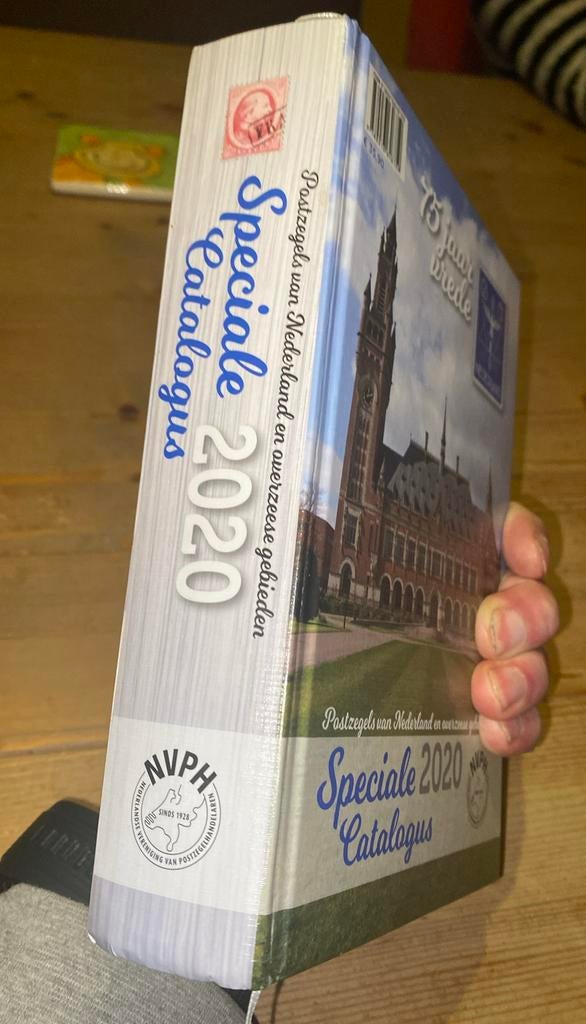 Postzegels van Nederland en overzeese gebieden
Speciale
Catalogus
2020
NVPH
SINDS 1928
NEDERLANDSE VERENIGING VAN POSTZEGELHANDELAREN
75 jaar
vrede
Postzegels van Nederland en overzeese
Speciale 2020
Catalogus
NVPH